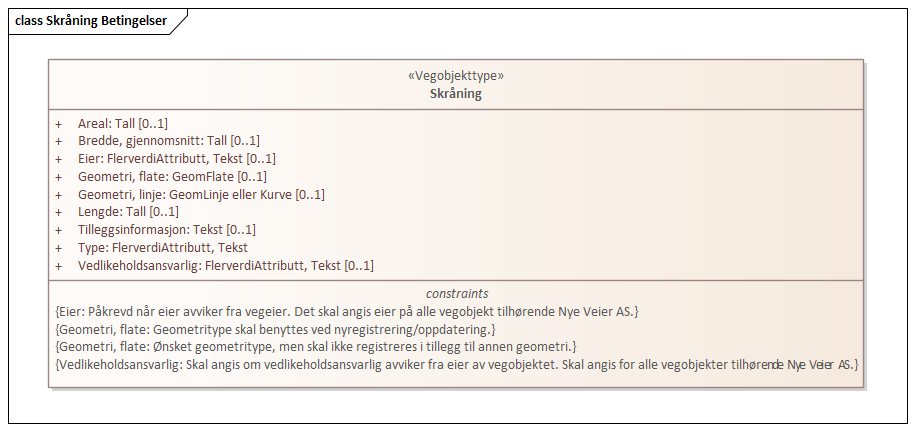 class Skråning Betingelser
«Vegobjekttype»
Skråning
+ Areal: Tall [0..1]
+ Bredde, gjennomsnitt: Tall [0..1]
+ Eier: FlerverdiAttributt, Tekst [0..1]
+ Geometri, flate: GeomFlate [0..1]
+ Geometri, linje: GeomLinje eller Kurve [0..1]
+ Lengde: Tall [0..1]
+ Tilleggsinformasjon: Tekst [0..1]
+ Type: FlerverdiAttributt, Tekst
+ Vedlikeholdsansvarlig: FlerverdiAttributt, Tekst [0..1]
constraints
{Eier: Påkrevd når eier avviker fra vegeier. Det skal angis eier på alle vegobjekt tilhørende Nye Veier AS.}
{Geometri, flate: Geometritype skal benyttes ved nyregistrering/oppdatering.}
{Geometri, flate: Ønsket geometritype, men skal ikke registreres i tillegg til annen geometri.}
{Vedlikeholdsansvarlig: Skal angis om vedlikeholdsansvarlig avviker fra eier av vegobjektet. Skal angis for alle vegobjekter tilhørende Nye Veier AS.}